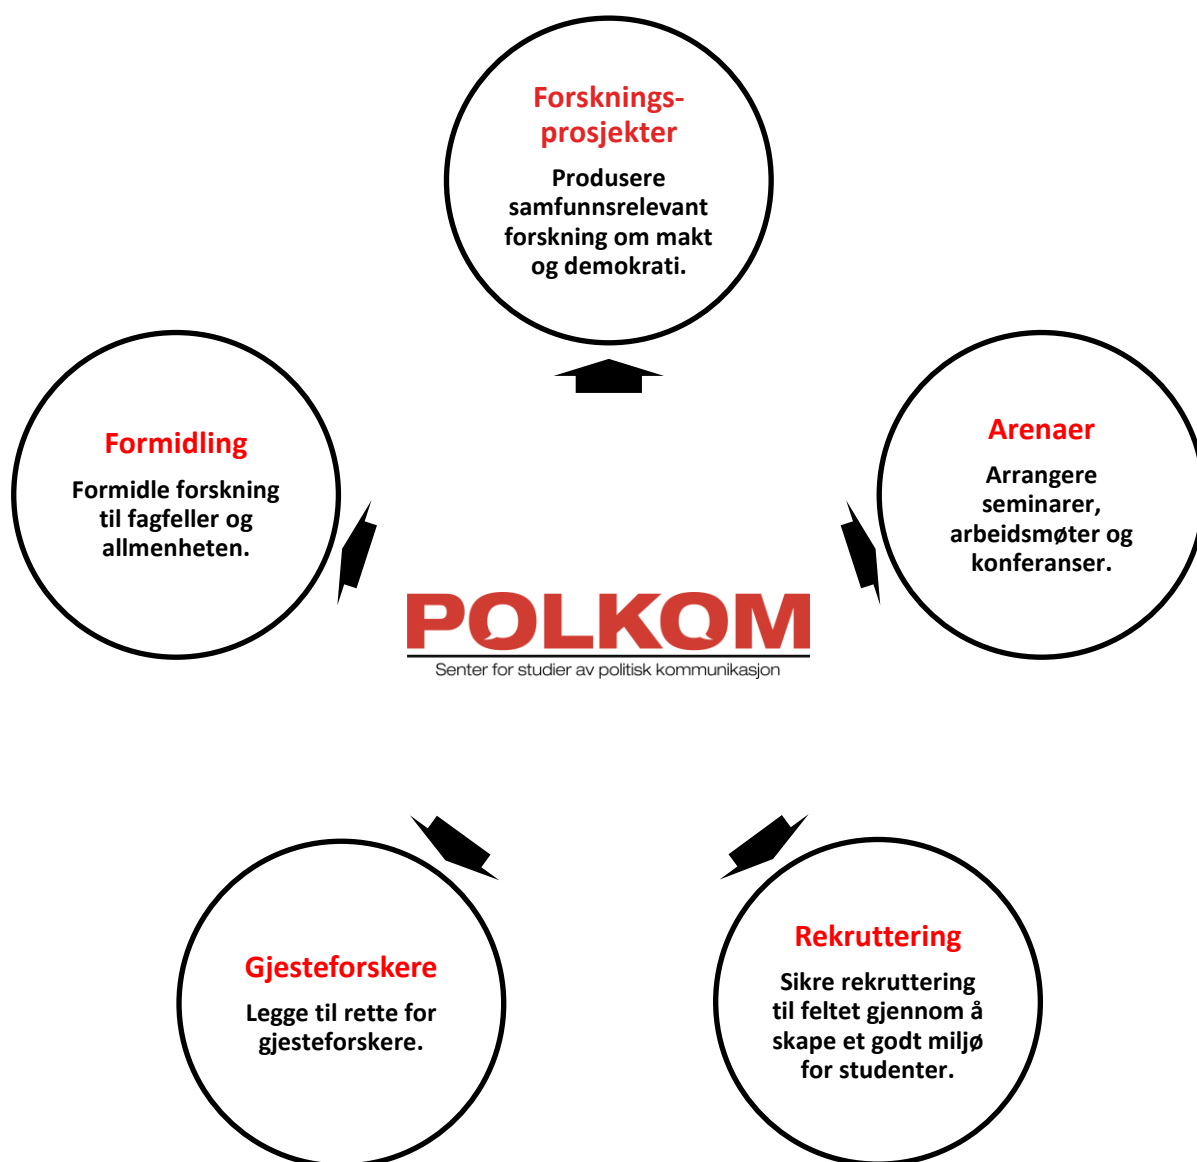 Forsknings-
prosjekter
Produsere
samfunnsrelevant
forskning om makt
og demokrati.
Formidling
Formidle forskning
til fagfeller og
allmenheten.
Arenaer
Arrangere
seminarer,
arbeidsmøter og
konferanser.
POLKOM
Senter for studier av politisk kommunikasjon
Gjesteforskere
Legge til rette for
gjesteforskere.
Rekruttering
Sikre rekruttering
til feltet gjennom å
skape et godt miljø
for studenter.